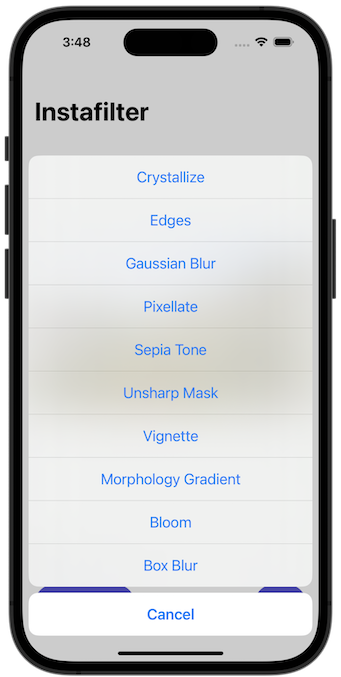 3:48
Instafilter
Crystallize
Edges
Gaussian Blur
Pixellate
Sepia Tone
Unsharp Mask
Vignette
Morphology Gradient
Bloom
Box Blur
Cancel